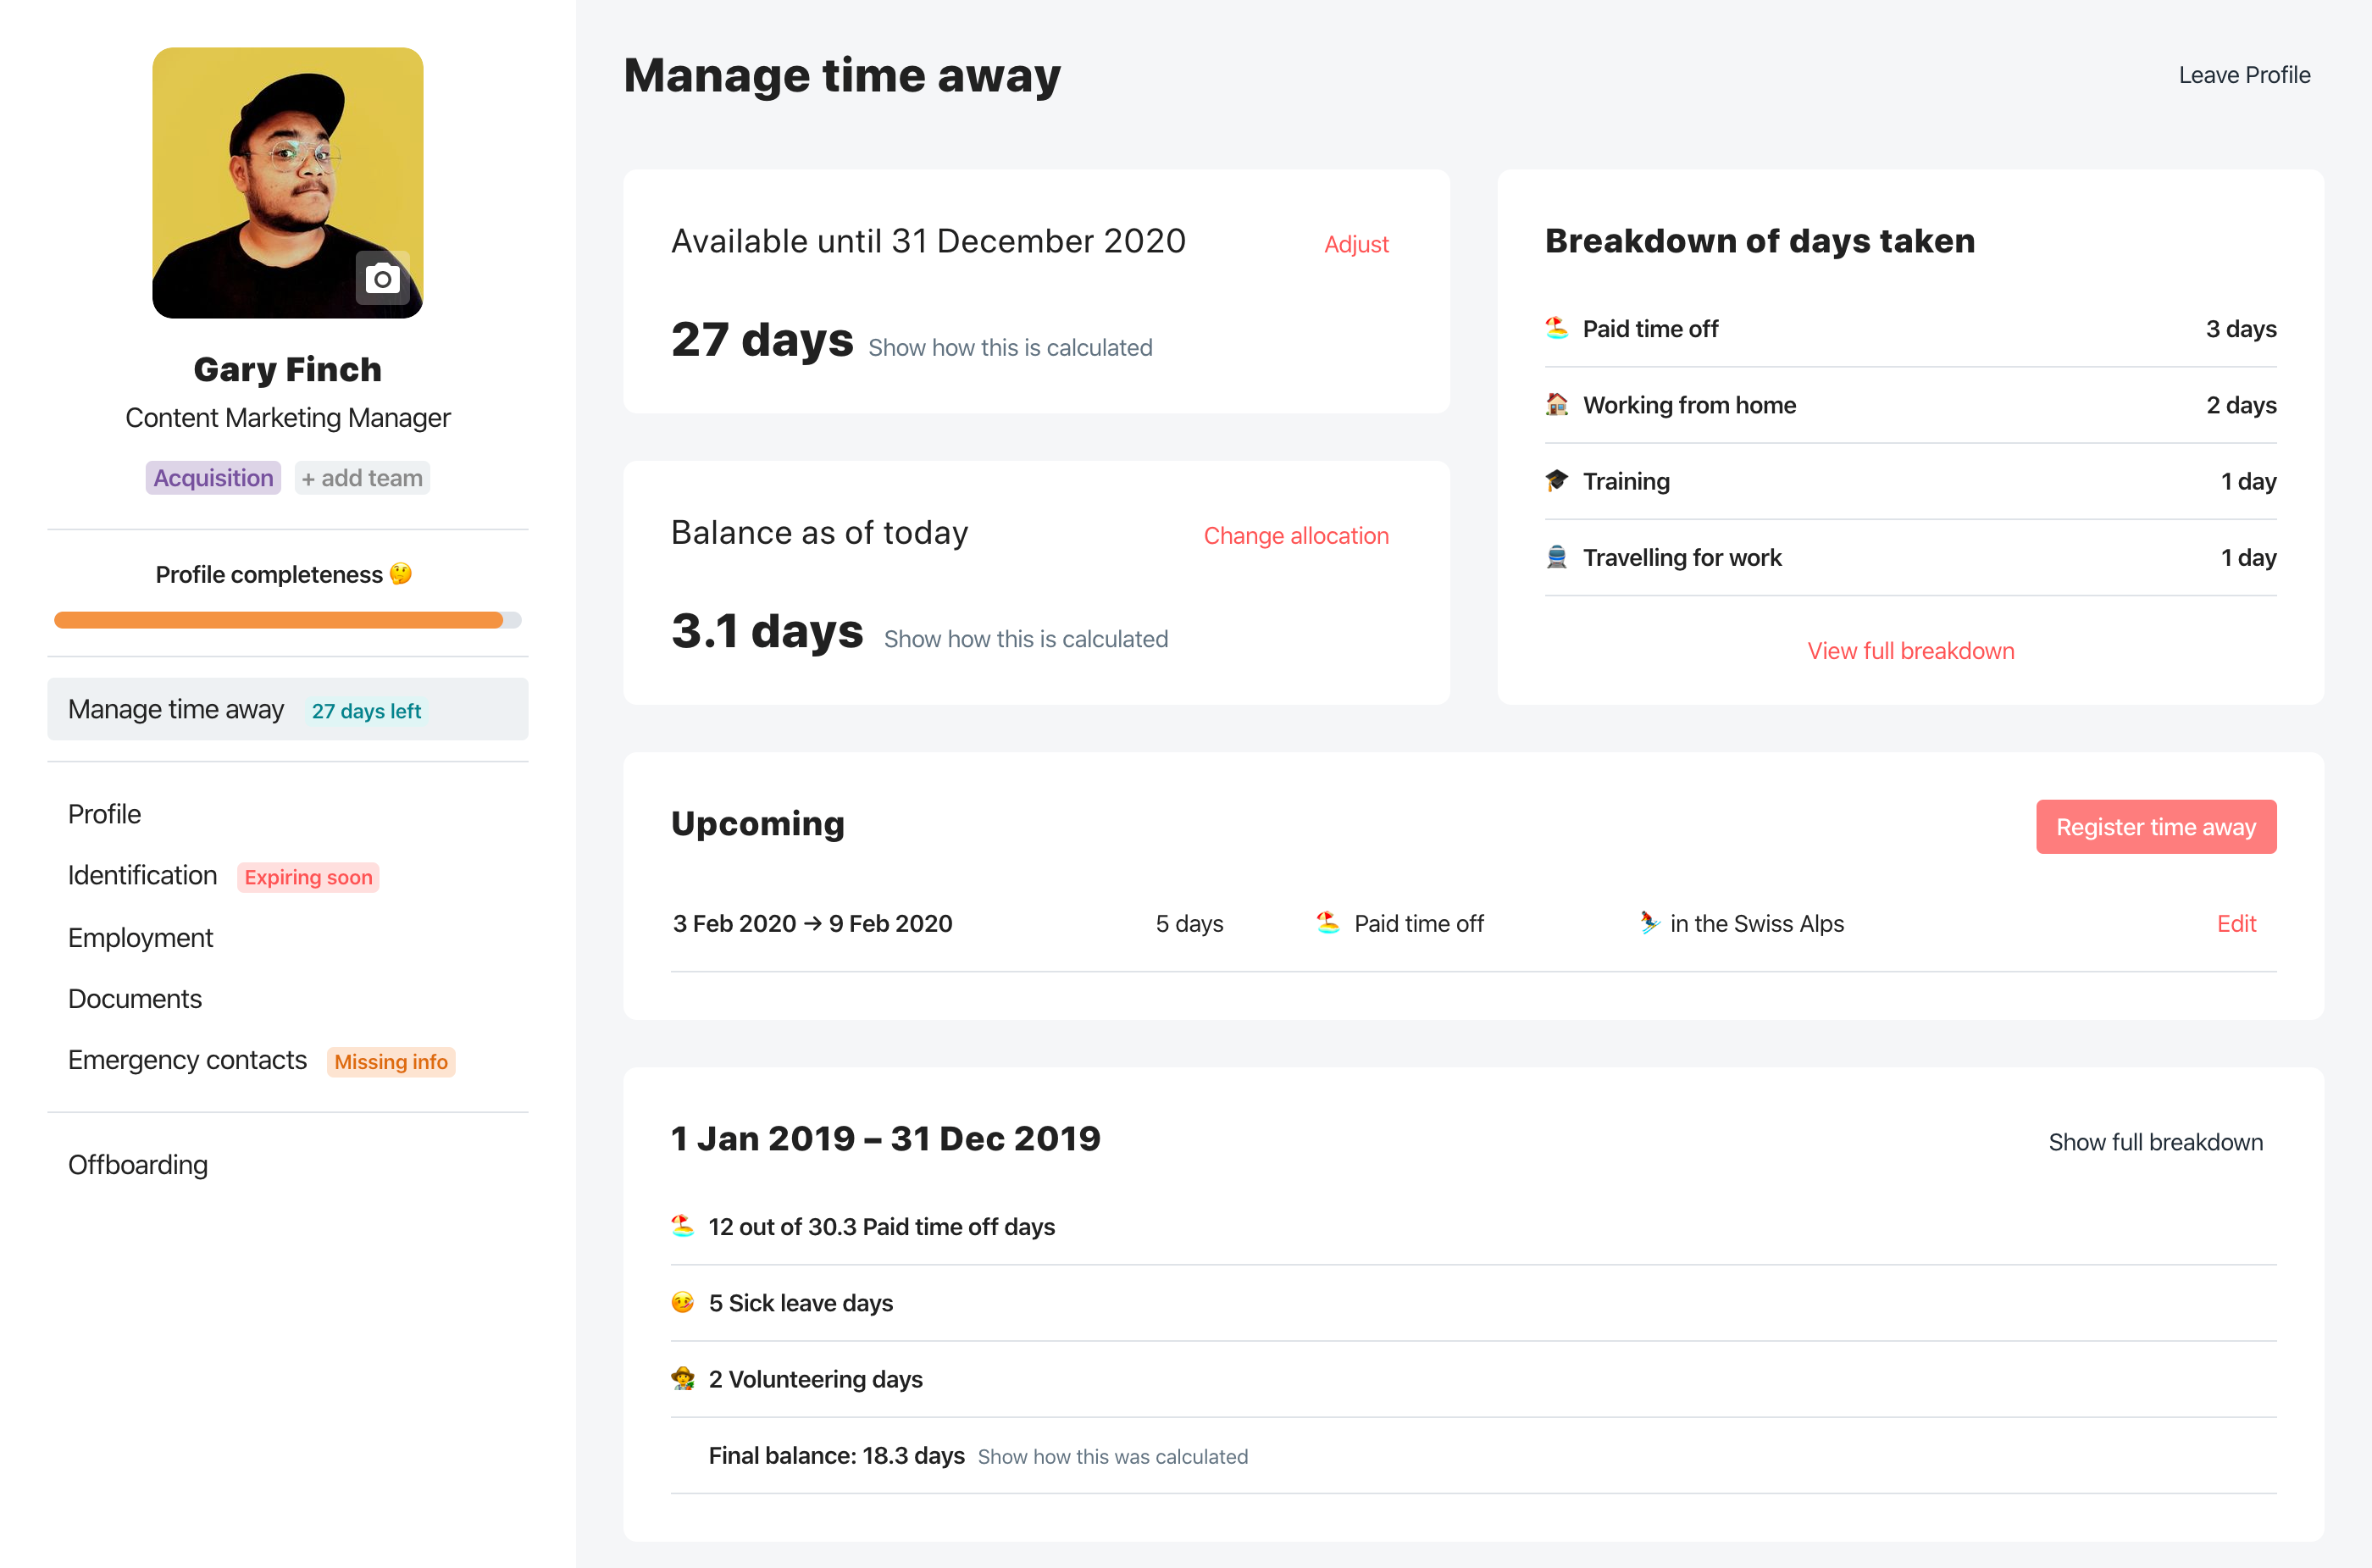 Gary Finch
Content Marketing Manager
Acquisition + add team
Profile completeness 🤔
Manage time away 27 days left
Profile
Identification Expiring soon
Employment
Documents
Emergency contacts Missing info
Offboarding
Manage time away
Leave Profile
Available until 31 December 2020 Adjust
27 days Show how this is calculated
Balance as of today Change allocation
3.1 days Show how this is calculated
Breakdown of days taken
🏖 Paid time off 3 days
🏠 Working from home 2 days
🎓 Training 1 day
🚆 Travelling for work 1 day
View full breakdown
Upcoming Register time away
3 Feb 2020 → 9 Feb 2020 5 days 🏖 Paid time off ⛷ in the Swiss Alps Edit
1 Jan 2019 – 31 Dec 2019 Show full breakdown
🏖 12 out of 30.3 Paid time off days
🤒 5 Sick leave days
🧑‍🌾 2 Volunteering days
Final balance: 18.3 days Show how this was calculated